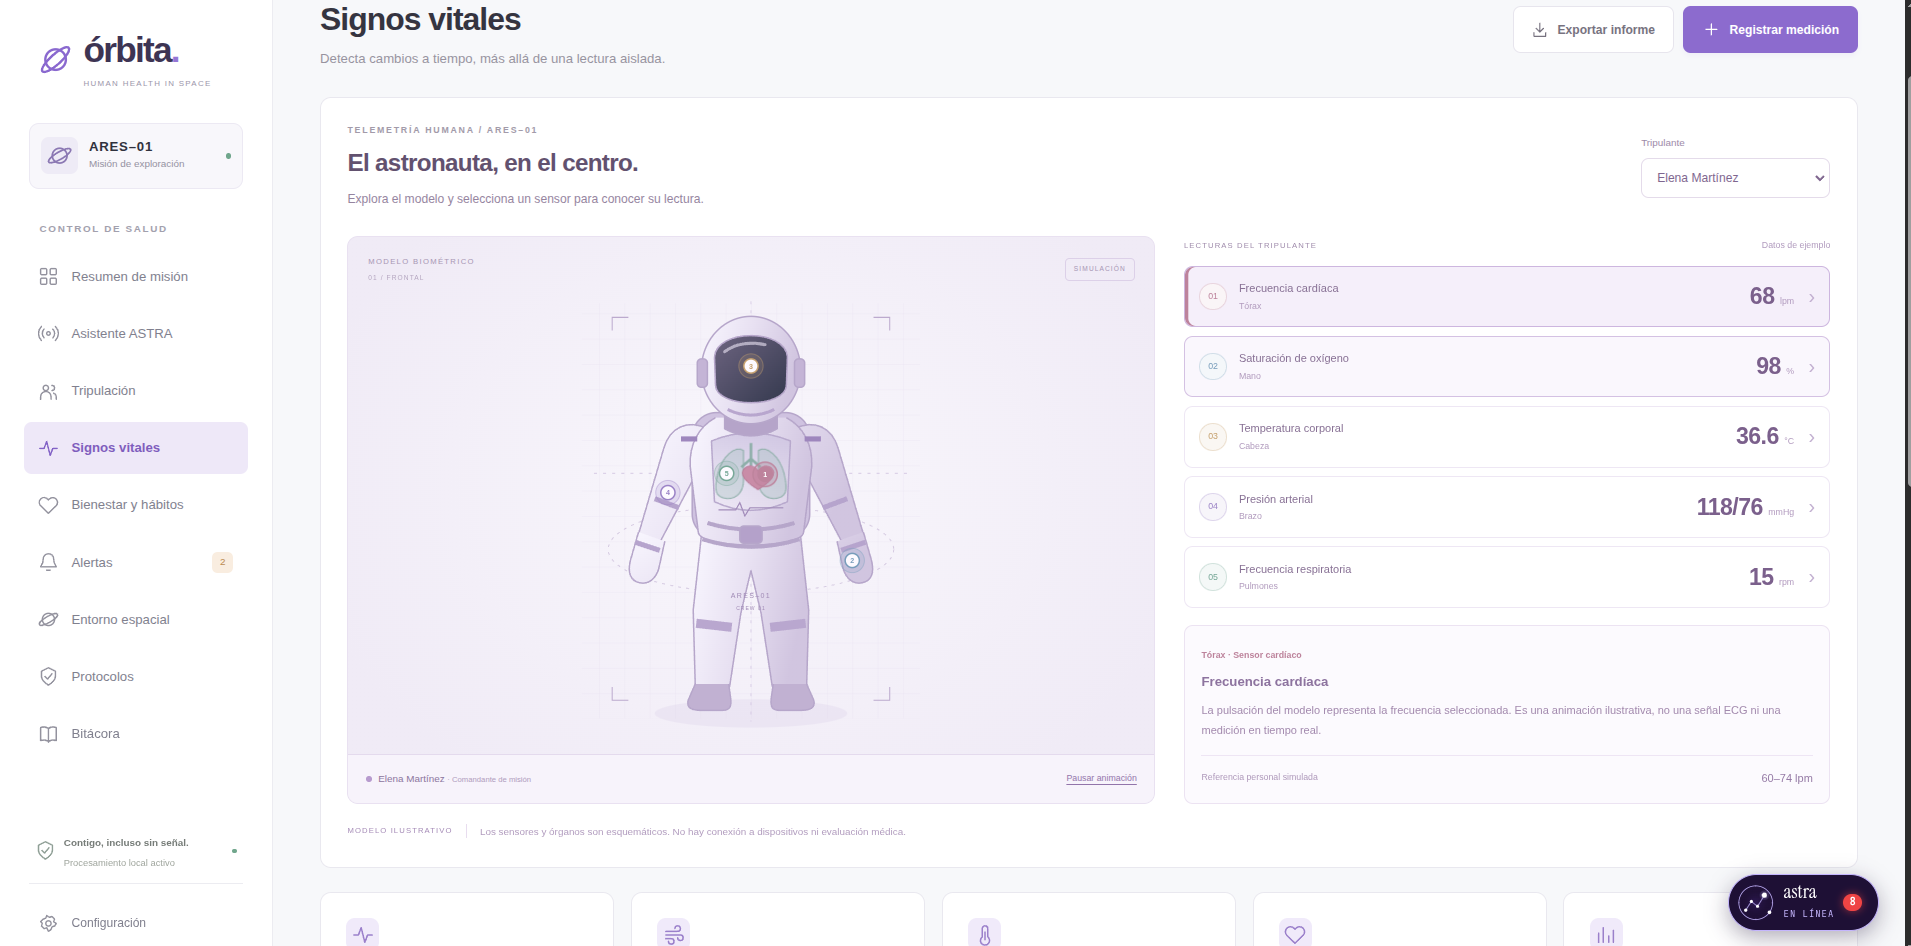 órbita.
HUMAN HEALTH IN SPACE
ARES–01
Misión de exploración
CONTROL DE SALUD
Resumen de misión
Asistente ASTRA
Tripulación
Signos vitales
Bienestar y hábitos
Alertas
2
Entorno espacial
Protocolos
Bitácora
Contigo, incluso sin señal.
Procesamiento local activo
Configuración
Signos vitales
Detecta cambios a tiempo, más allá de una lectura aislada.
Exportar informe
Registrar medición
TELEMETRÍA HUMANA / ARES–01
El astronauta, en el centro.
Explora el modelo y selecciona un sensor para conocer su lectura.
Tripulante
Elena Martínez
MODELO BIOMÉTRICO
01 / FRONTAL
SIMULACIÓN
3
5
1
4
2
ARES–01
CREW 01
Elena Martínez · Comandante de misión
Pausar animación
LECTURAS DEL TRIPULANTE
Datos de ejemplo
01
Frecuencia cardíaca
Tórax
68 lpm
02
Saturación de oxígeno
Mano
98 %
03
Temperatura corporal
Cabeza
36.6 °C
04
Presión arterial
Brazo
118/76 mmHg
05
Frecuencia respiratoria
Pulmones
15 rpm
Tórax · Sensor cardíaco
Frecuencia cardíaca
La pulsación del modelo representa la frecuencia seleccionada. Es una animación ilustrativa, no una señal ECG ni una
medición en tiempo real.
Referencia personal simulada
60–74 lpm
MODELO ILUSTRATIVO
Los sensores y órganos son esquemáticos. No hay conexión a dispositivos ni evaluación médica.
astra
EN LÍNEA
8